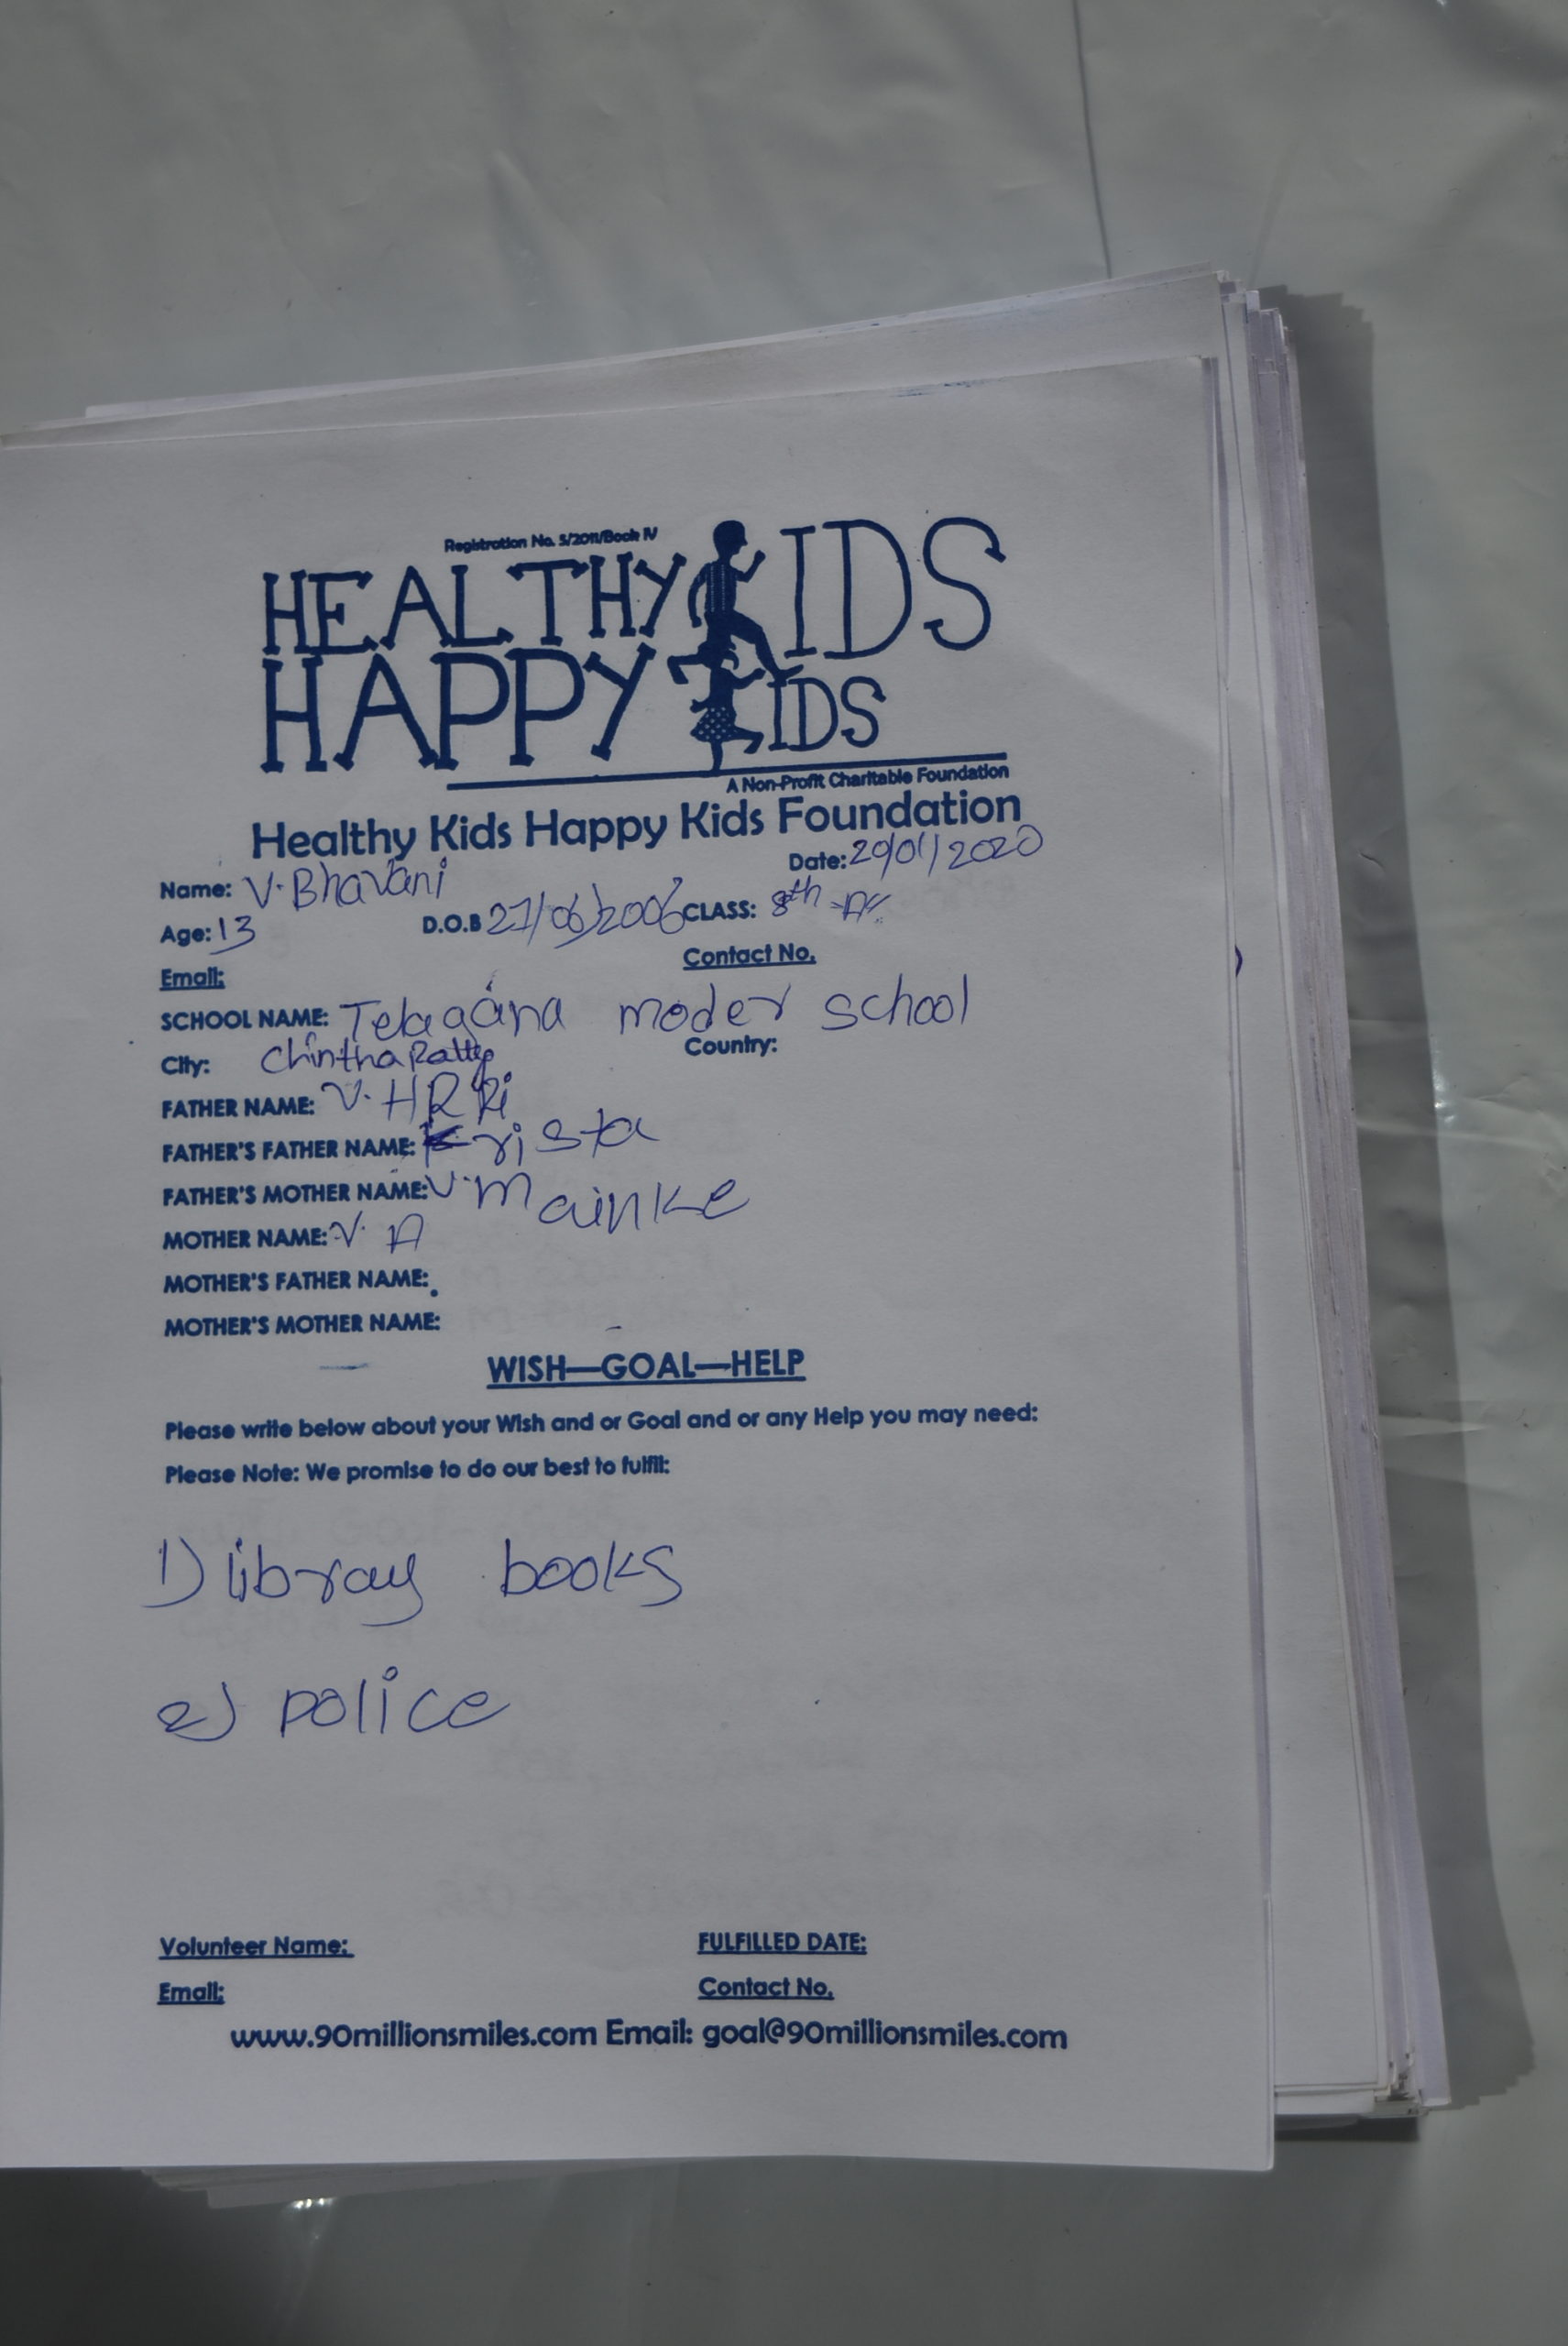 Registration No. 5/2011/Book IV
HEALTHY KIDS
HAPPY KIDS
A Non-Profit Charitable Foundation
Healthy Kids Happy Kids Foundation
Date: 29/01/2020
Name: V. Bhavani
Age: 13 D.O.B 27/06/2006 CLASS: 8th
Email: Contact No.
SCHOOL NAME: Telagana moder school
City: Country:
FATHER NAME: V. HRRi
FATHER'S FATHER NAME: Krista
FATHER'S MOTHER NAME: V. Mainke
MOTHER NAME: V. A
MOTHER'S FATHER NAME:
MOTHER'S MOTHER NAME:
WISH—GOAL—HELP
Please write below about your Wish and or Goal and or any Help you may need:
Please Note: We promise to do our best to fulfil:
1) libray books
2) police
Volunteer Name: FULFILLED DATE:
Email: Contact No.
www.90millionsmiles.com Email: goal@90millionsmiles.com